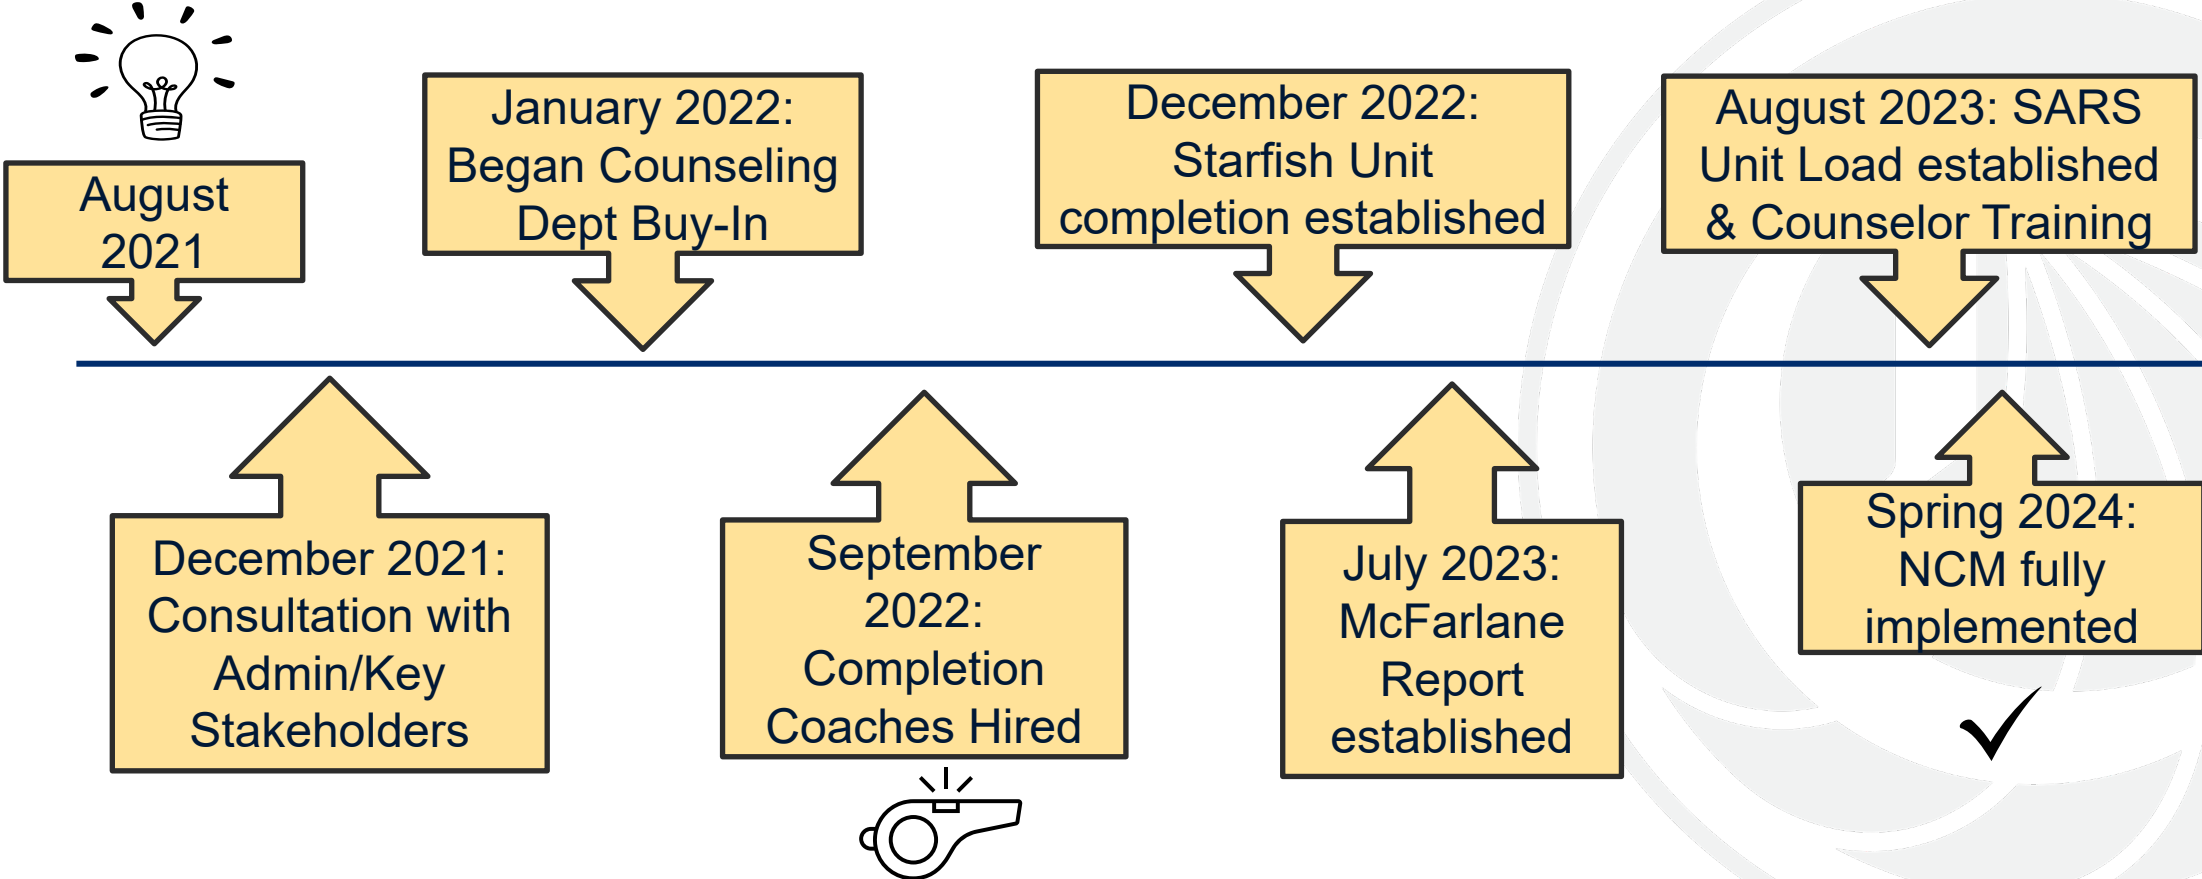 August
2021
December 2021:
Consultation with
Admin/Key
Stakeholders
January 2022:
Began Counseling
Dept Buy-In
September
2022:
Completion
Coaches Hired
December 2022:
Starfish Unit
completion established
July 2023:
McFarlane
Report
established
August 2023: SARS
Unit Load established
& Counselor Training
Spring 2024:
NCM fully
implemented